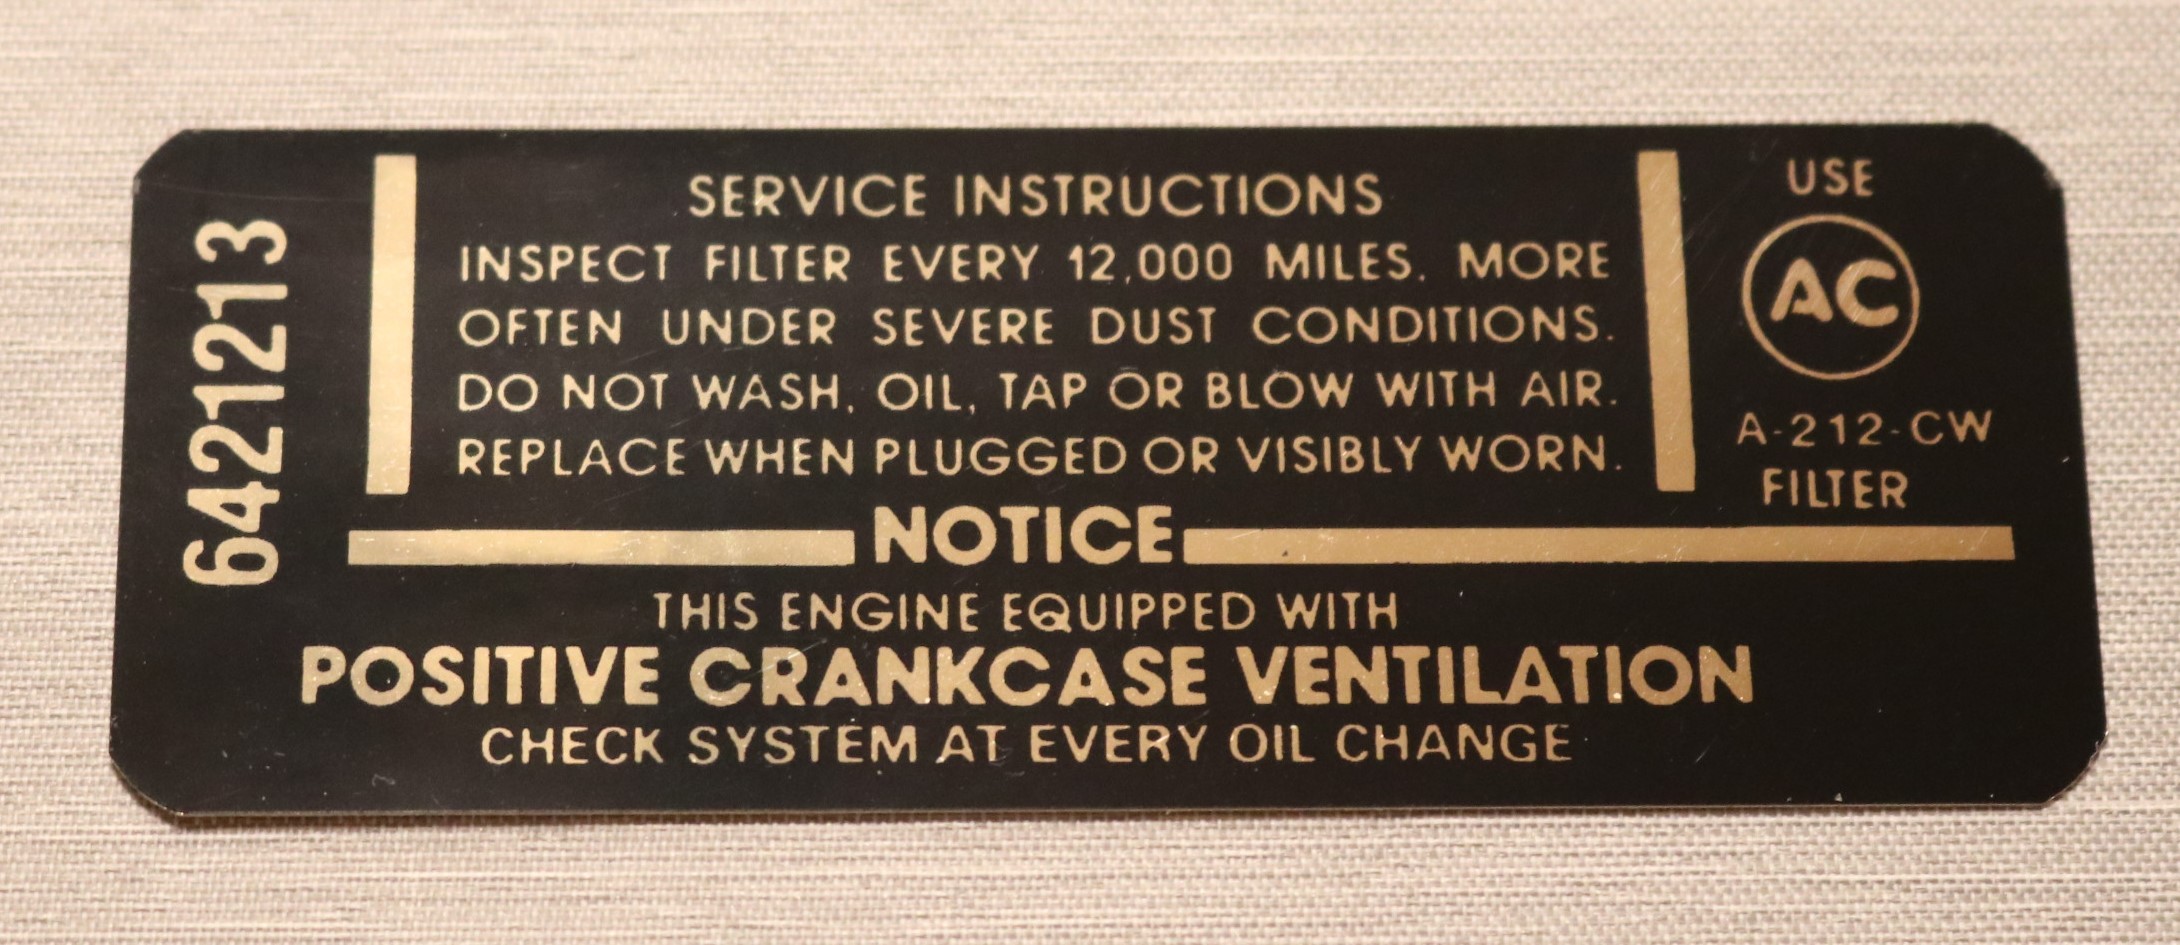 6421213
SERVICE INSTRUCTIONS
INSPECT FILTER EVERY 12,000 MILES. MORE
OFTEN UNDER SEVERE DUST CONDITIONS.
DO NOT WASH, OIL, TAP OR BLOW WITH AIR.
REPLACE WHEN PLUGGED OR VISIBLY WORN.
USE
AC
A-212-CW
FILTER
NOTICE
THIS ENGINE EQUIPPED WITH
POSITIVE CRANKCASE VENTILATION
CHECK SYSTEM AT EVERY OIL CHANGE